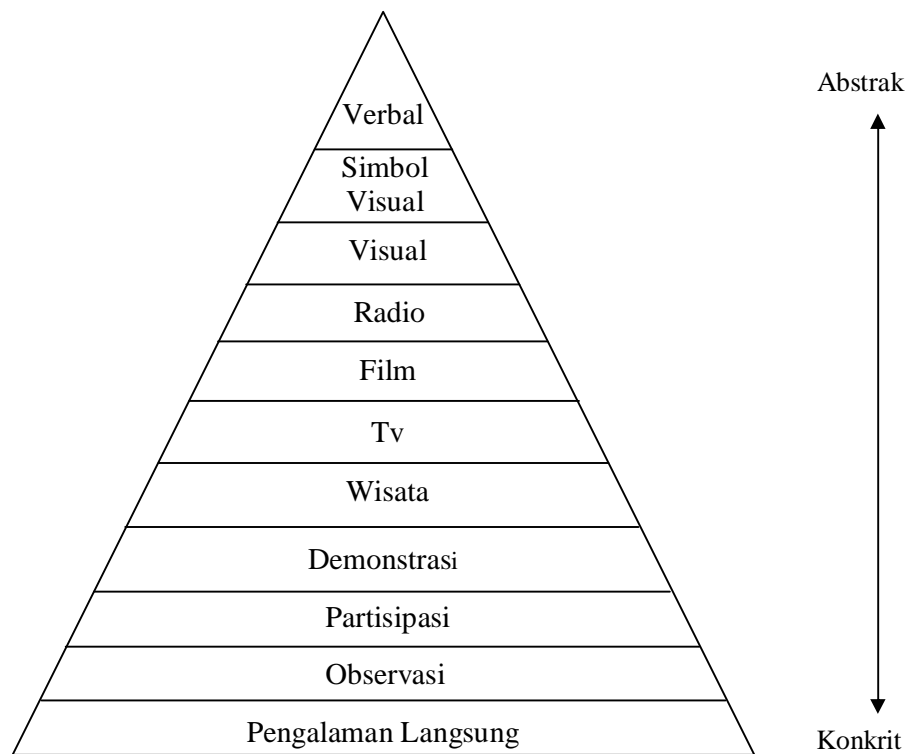 Abstrak
Verbal
Simbol
Visual
Visual
Radio
Film
Tv
Wisata
Demonstrasi
Partisipasi
Observasi
Pengalaman Langsung
Konkrit